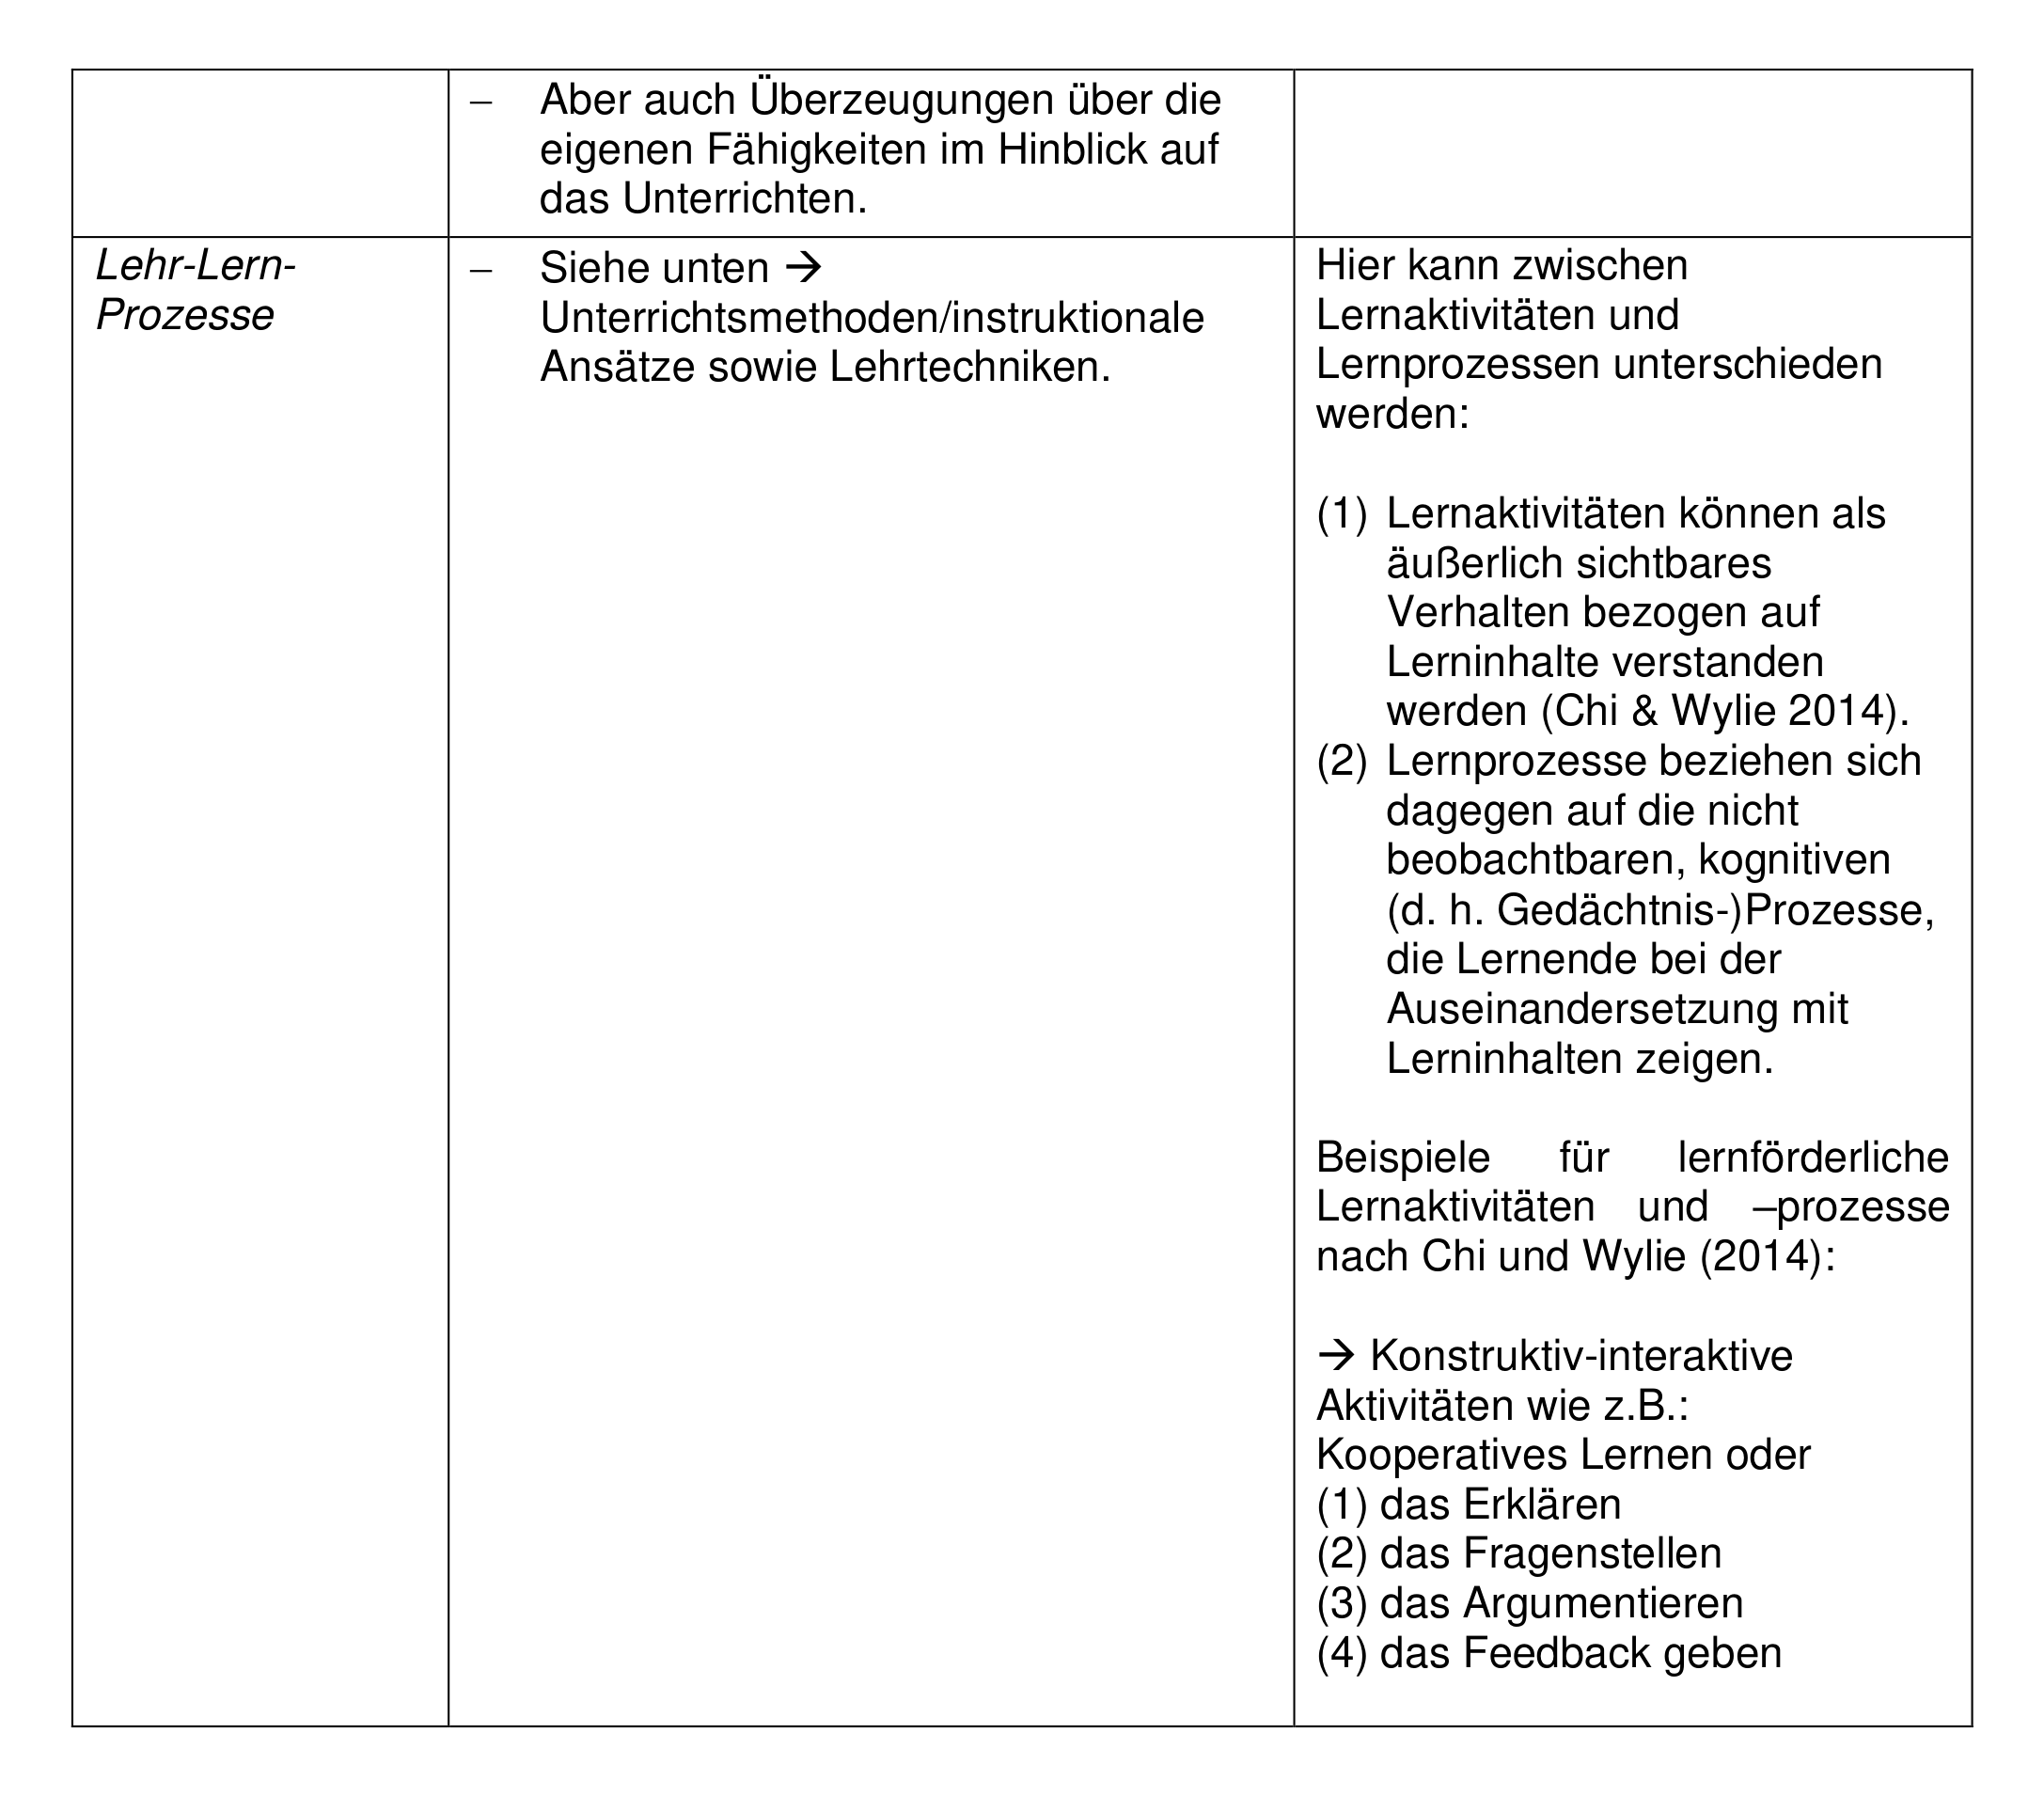 – Aber auch Überzeugungen über die
eigenen Fähigkeiten im Hinblick auf
das Unterrichten.
Lehr-Lern-
Prozesse
– Siehe unten →
Unterrichtsmethoden/instruktionale
Ansätze sowie Lehrtechniken.
Hier kann zwischen
Lernaktivitäten und
Lernprozessen unterschieden
werden:
(1) Lernaktivitäten können als
äußerlich sichtbares
Verhalten bezogen auf
Lerninhalte verstanden
werden (Chi & Wylie 2014).
(2) Lernprozesse beziehen sich
dagegen auf die nicht
beobachtbaren, kognitiven
(d. h. Gedächtnis-)Prozesse,
die Lernende bei der
Auseinandersetzung mit
Lerninhalten zeigen.
Beispiele für lernförderliche
Lernaktivitäten und –prozesse
nach Chi und Wylie (2014):
→ Konstruktiv-interaktive
Aktivitäten wie z.B.:
Kooperatives Lernen oder
(1) das Erklären
(2) das Fragenstellen
(3) das Argumentieren
(4) das Feedback geben